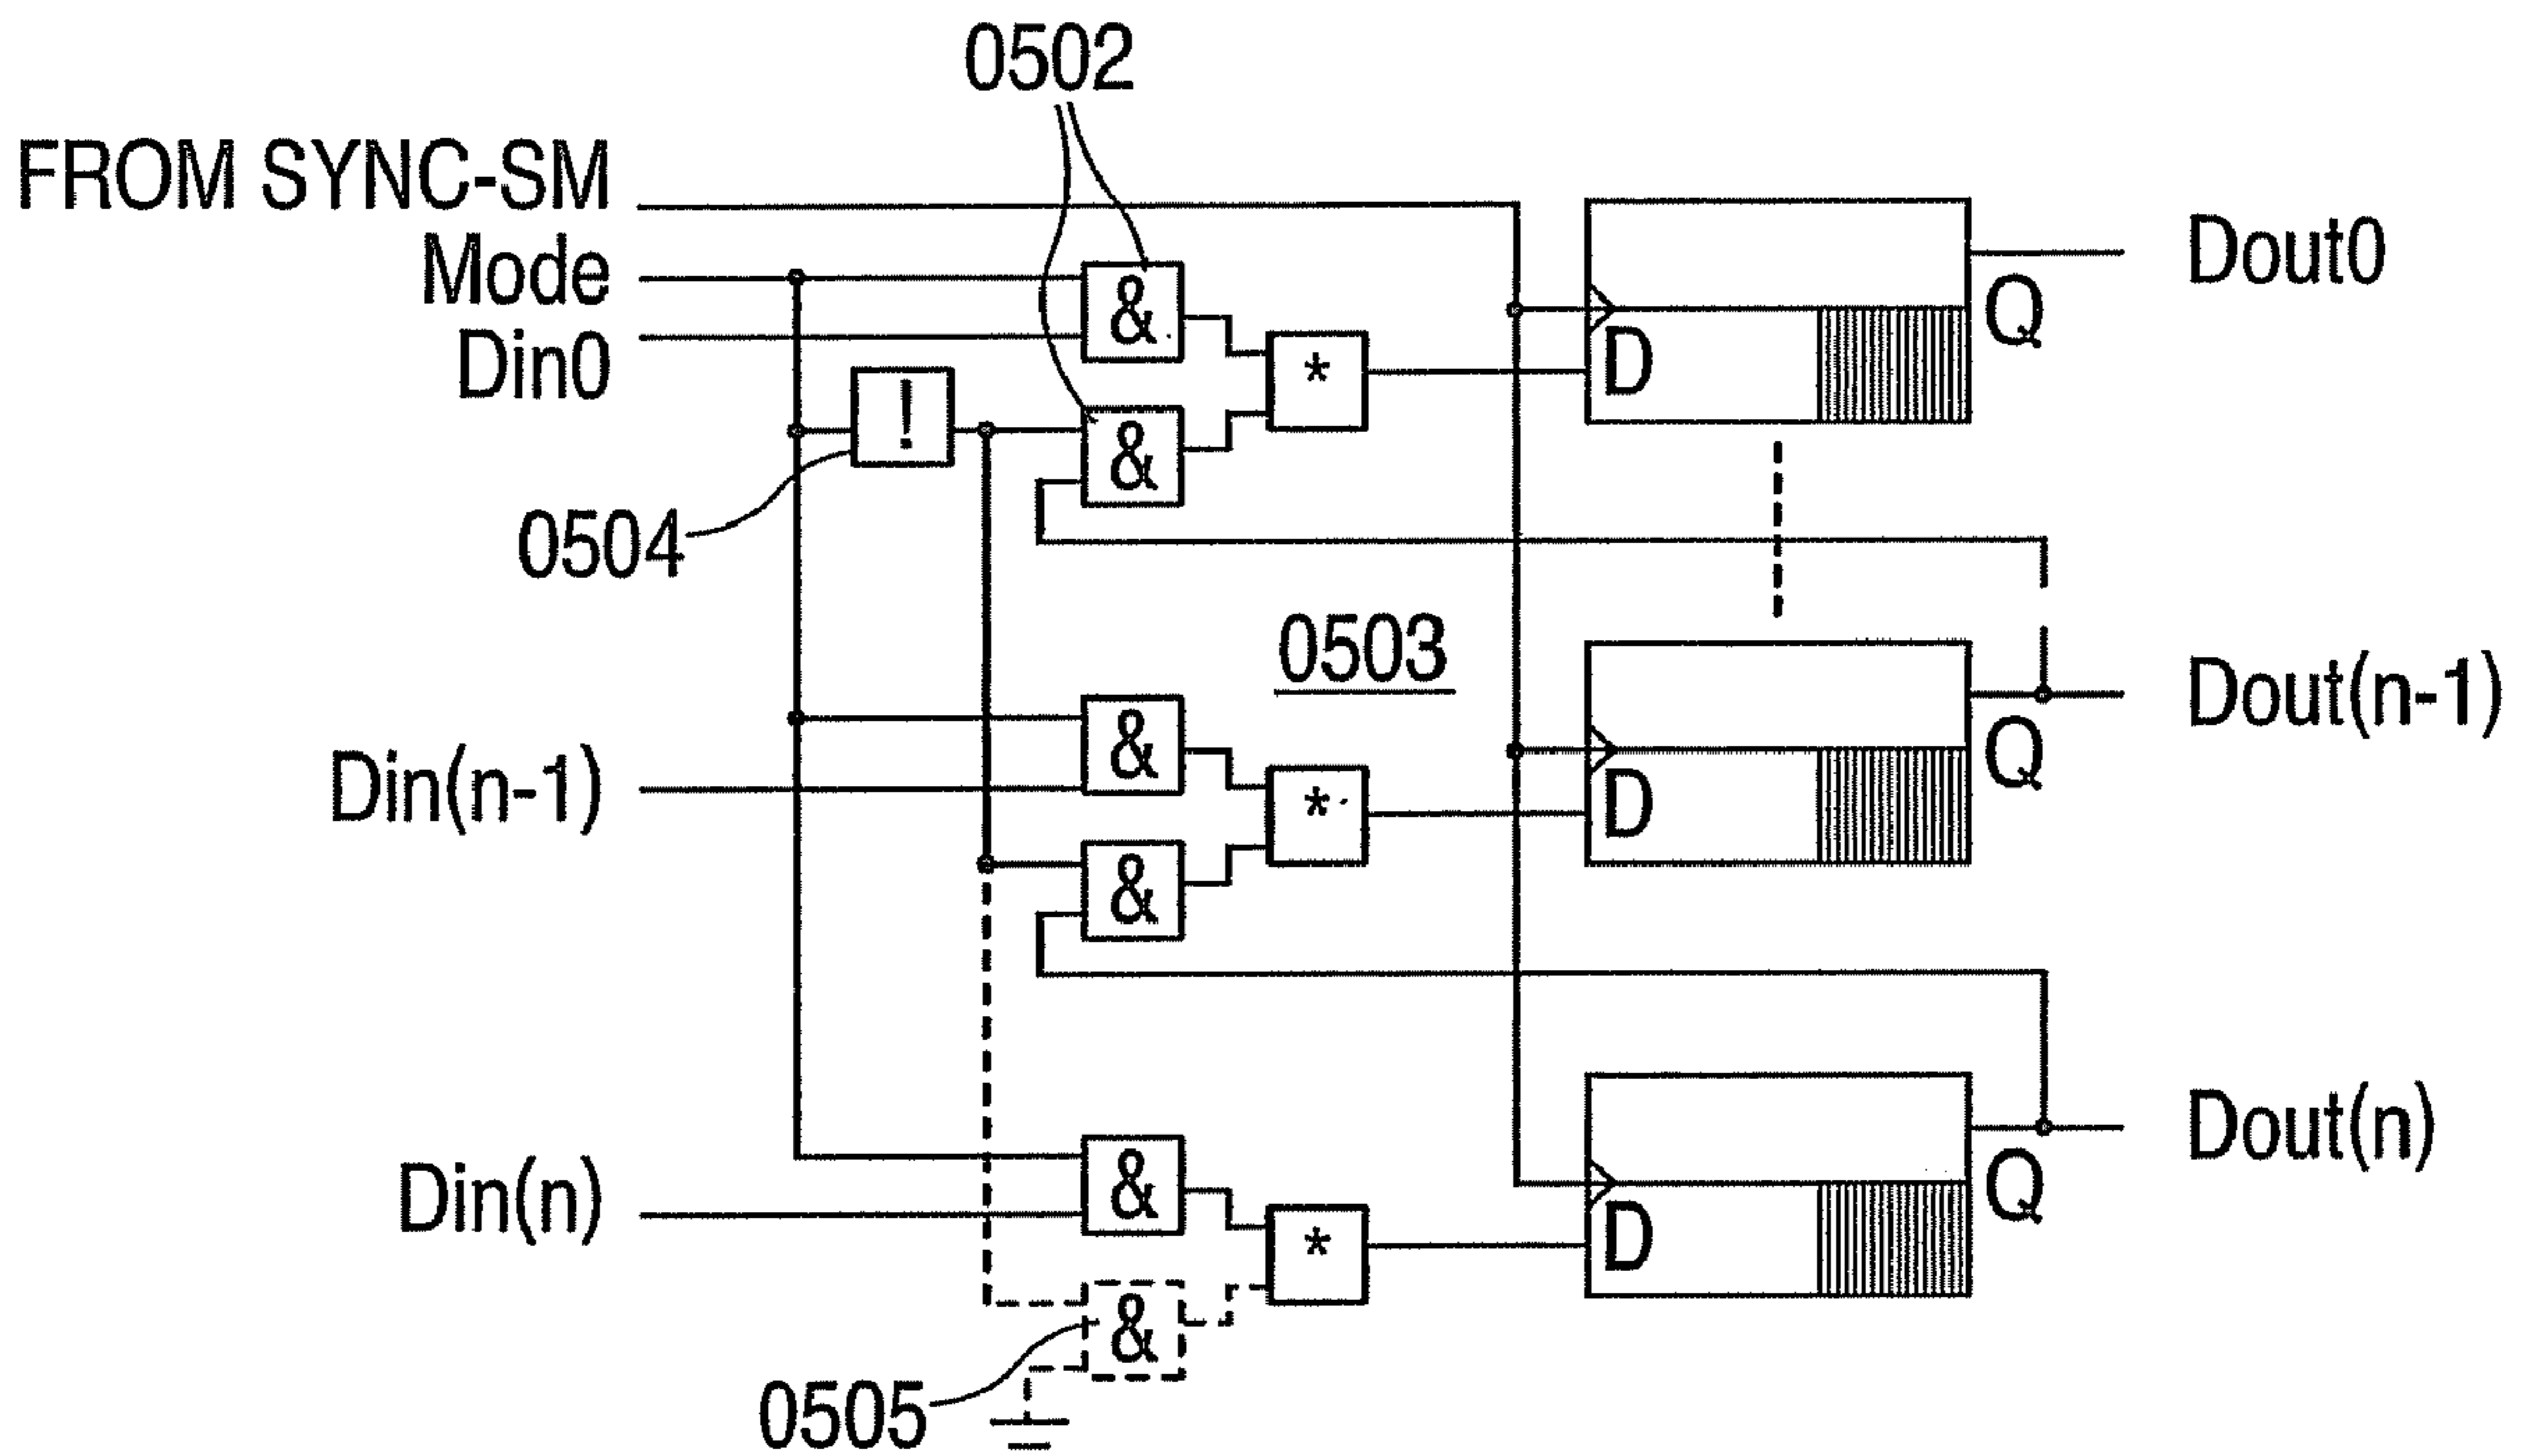 0502
FROM SYNC-SM
Mode
Din0
&
*
D
Q
Dout0
!
&
0504
0503
Din(n-1)
&
*
D
Q
Dout(n-1)
&
Din(n)
&
*
D
Q
Dout(n)
&
0505